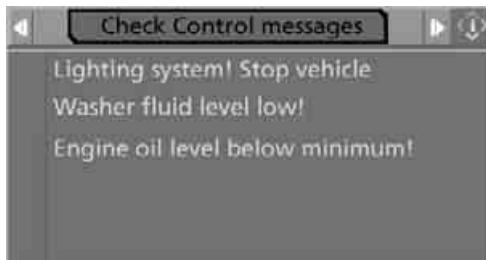 Check Control messages
Lighting system! Stop vehicle
Washer fluid level low!
Engine oil level below minimum!